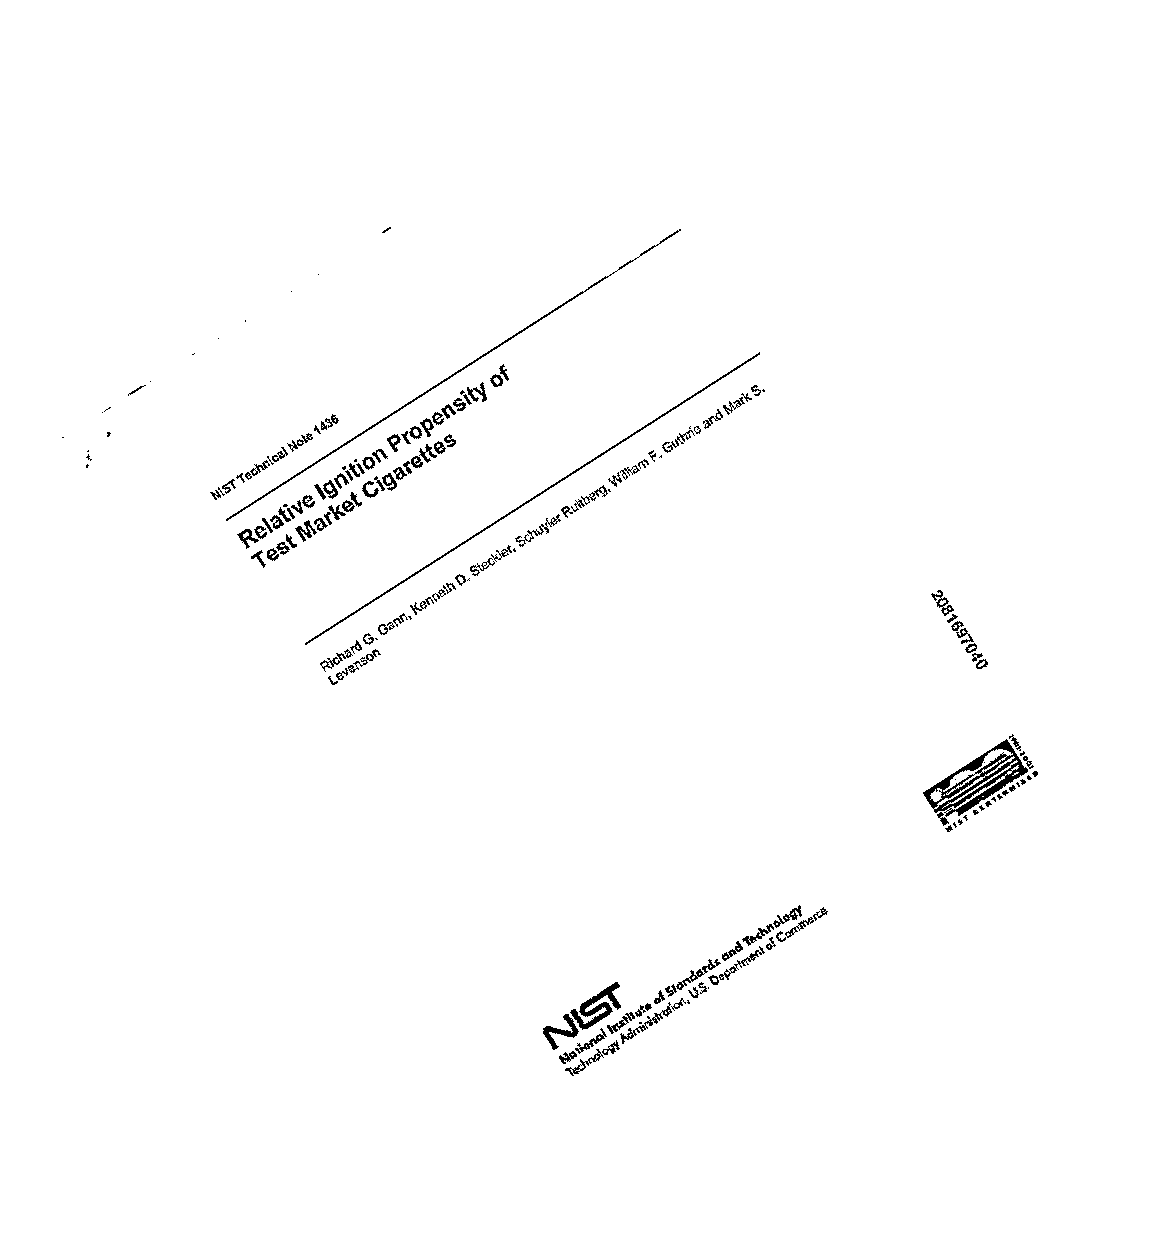 NIST Technical Note 1436
Relative Ignition Propensity of
Test Market Cigarettes
Richard G. Gann, Kenneth D. Steckler, Schuyler Ruitberg, William F. Guthrie and Mark S.
Levenson
2081697040
1901-2001
NIST CENTENNIAL
NIST
National Institute of Standards and Technology
Technology Administration, U.S. Department of Commerce